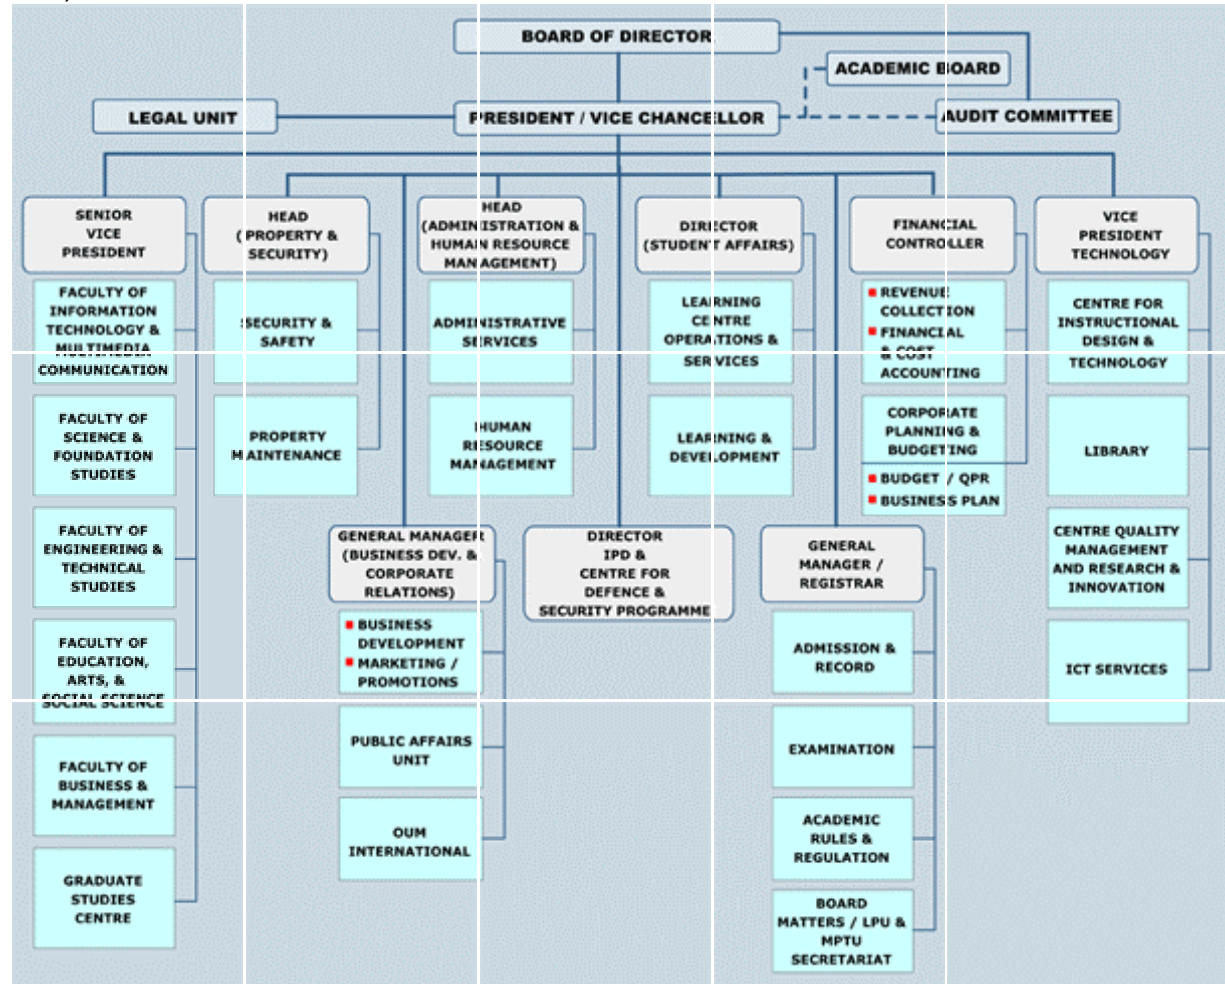 BOARD OF DIRECTOR
ACADEMIC BOARD
LEGAL UNIT
PRESIDENT / VICE CHANCELLOR
AUDIT COMMITTEE
SENIOR
VICE
PRESIDENT
HEAD
(PROPERTY &
SECURITY)
HEAD
(ADMINISTRATION &
HUMAN RESOURCE
MANAGEMENT)
DIRECTOR
(STUDENT AFFAIRS)
FINANCIAL
CONTROLLER
VICE
PRESIDENT
TECHNOLOGY
FACULTY OF
INFORMATION
TECHNOLOGY &
MULTIMEDIA
COMMUNICATION
SECURITY &
SAFETY
ADMINISTRATIVE
SERVICES
LEARNING
CENTRE
OPERATIONS &
SERVICES
REVENUE
COLLECTION
FINANCIAL
& COST
ACCOUNTING
CENTRE FOR
INSTRUCTIONAL
DESIGN &
TECHNOLOGY
FACULTY OF
SCIENCE &
FOUNDATION
STUDIES
PROPERTY
MAINTENANCE
HUMAN
RESOURCE
MANAGEMENT
LEARNING &
DEVELOPMENT
CORPORATE
PLANNING &
BUDGETING
BUDGET / QPR
BUSINESS PLAN
LIBRARY
FACULTY OF
ENGINEERING &
TECHNICAL
STUDIES
GENERAL MANAGER
(BUSINESS DEV. &
CORPORATE
RELATIONS)
DIRECTOR
IPD &
CENTRE FOR
DEFENCE &
SECURITY PROGRAMME
GENERAL
MANAGER /
REGISTRAR
CENTRE QUALITY
MANAGEMENT
AND RESEARCH &
INNOVATION
FACULTY OF
EDUCATION,
ARTS, &
SOCIAL SCIENCE
BUSINESS
DEVELOPMENT
MARKETING /
PROMOTIONS
ADMISSION &
RECORD
ICT SERVICES
FACULTY OF
BUSINESS &
MANAGEMENT
PUBLIC AFFAIRS
UNIT
EXAMINATION
GRADUATE
STUDIES
CENTRE
OUM
INTERNATIONAL
ACADEMIC
RULES &
REGULATION
BOARD
MATTERS / LPU &
MPTU
SECRETARIAT